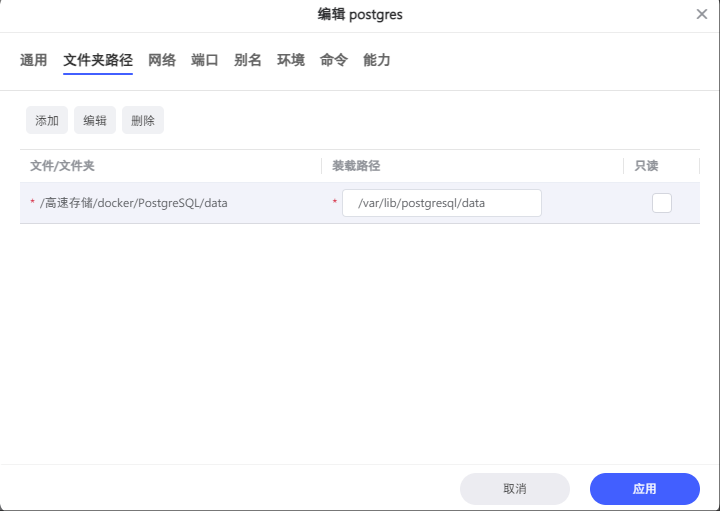 编辑 postgres
通用 文件夹路径 网络 端口 别名 环境 命令 能力
添加 编辑 删除
文件/文件夹 装载路径 只读
* /高速存储/docker/PostgreSQL/data * /var/lib/postgresql/data
取消 应用